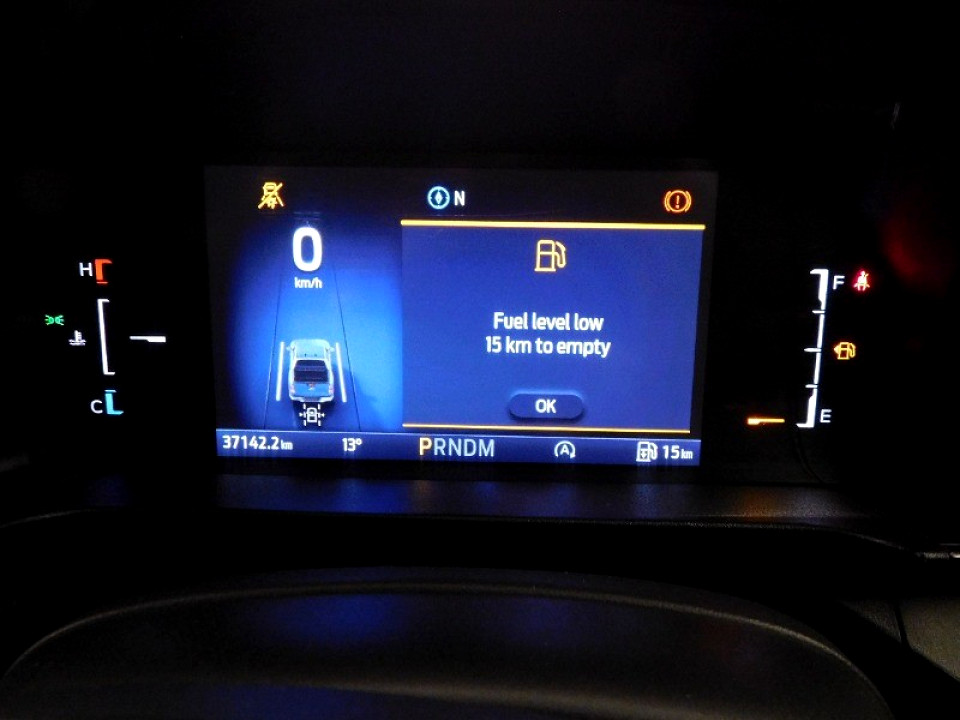 N
0
km/h
H
C
Fuel level low
15 km to empty
OK
F
E
37142.2 km
13°
PRNDM
A
15 km